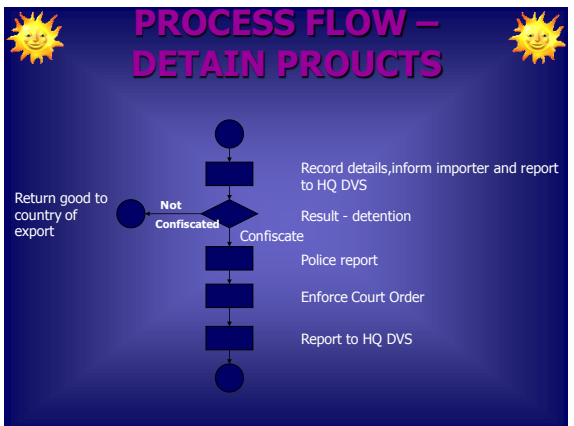 PROCESS FLOW –
DETAIN PROUCTS
Record details,inform importer and report
to HQ DVS
Return good to
country of
export
Not
Confiscated
Result - detention
Confiscate
Police report
Enforce Court Order
Report to HQ DVS